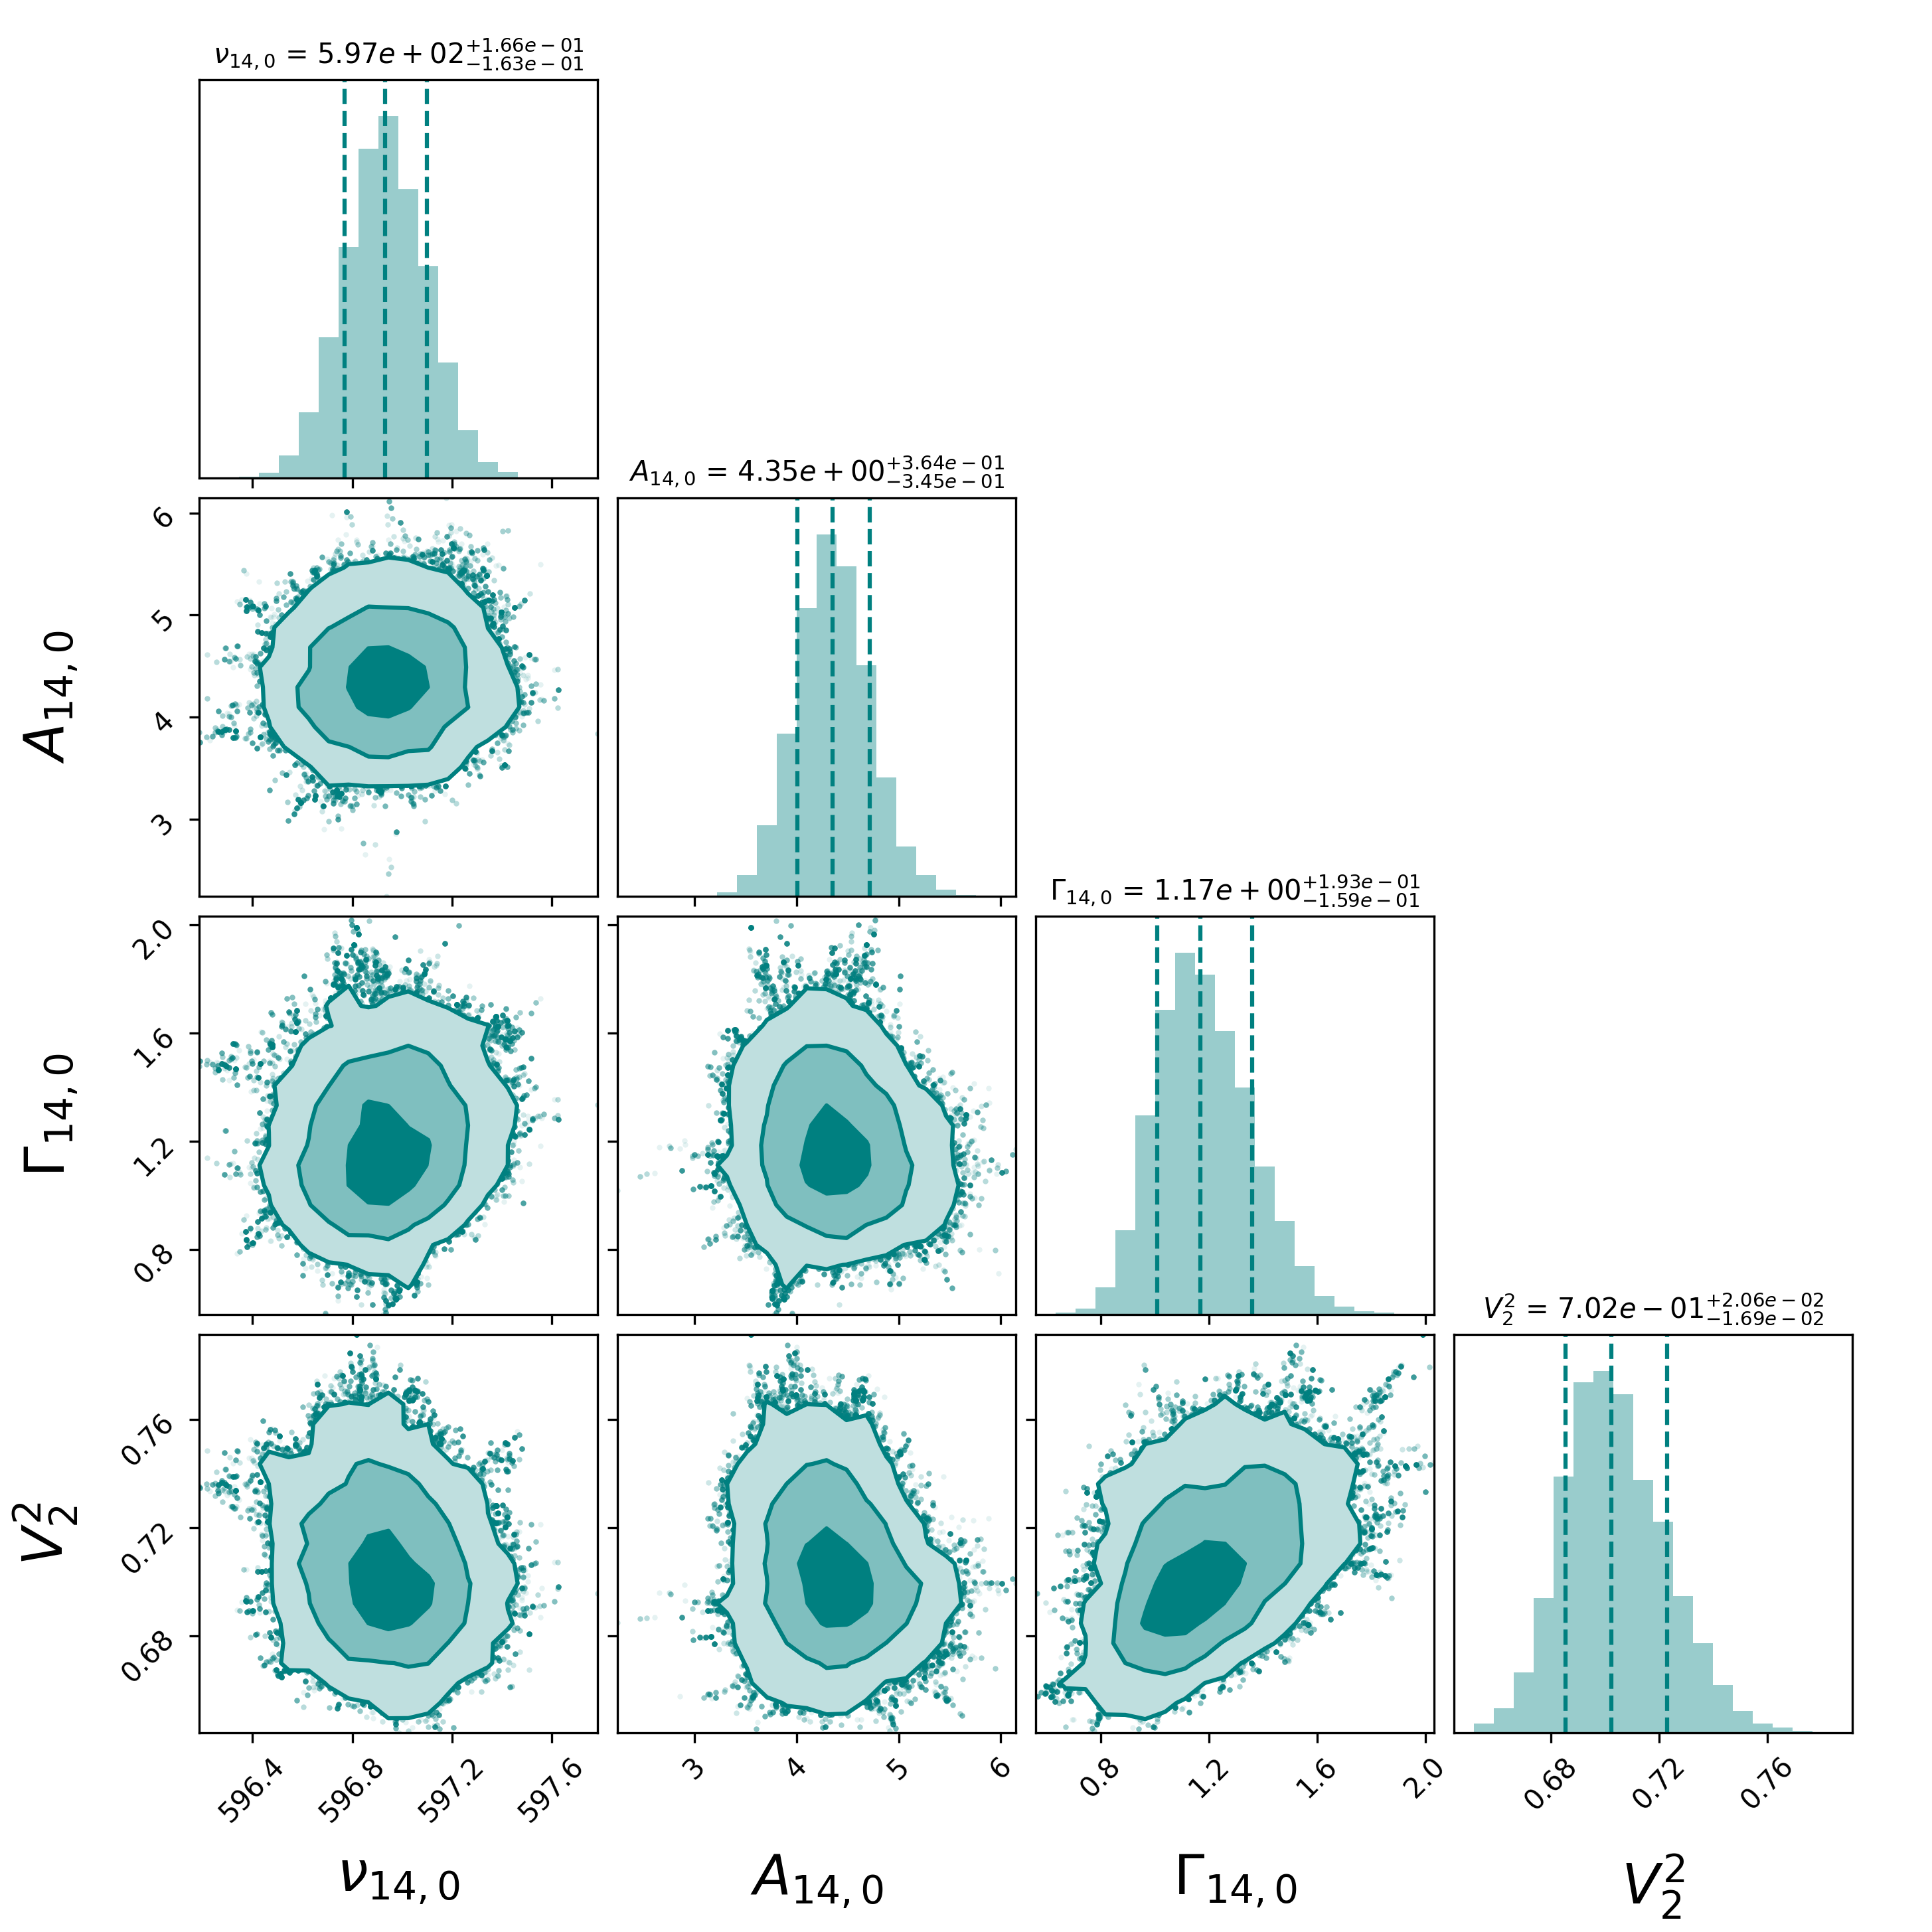 ν₁₄,₀ = 5.97e + 02 +1.66e − 01 −1.63e − 01
A₁₄,₀ = 4.35e + 00 +3.64e − 01 −3.45e − 01
6
5
4
3
A₁₄,₀
Γ₁₄,₀ = 1.17e + 00 +1.93e − 01 −1.59e − 01
2.0
1.6
1.2
0.8
Γ₁₄,₀
V₂² = 7.02e − 01 +2.06e − 02 −1.69e − 02
0.76
0.72
0.68
V₂²
596.4 596.8 597.2 597.6 3 4 5 6 0.8 1.2 1.6 2.0 0.68 0.72 0.76
ν₁₄,₀ A₁₄,₀ Γ₁₄,₀ V₂²